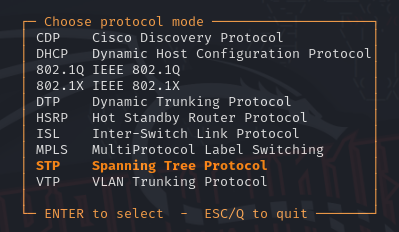 Choose protocol mode
CDP Cisco Discovery Protocol
DHCP Dynamic Host Configuration Protocol
802.1Q IEEE 802.1Q
802.1X IEEE 802.1X
DTP Dynamic Trunking Protocol
HSRP Hot Standby Router Protocol
ISL Inter-Switch Link Protocol
MPLS MultiProtocol Label Switching
STP Spanning Tree Protocol
VTP VLAN Trunking Protocol
ENTER to select - ESC/Q to quit